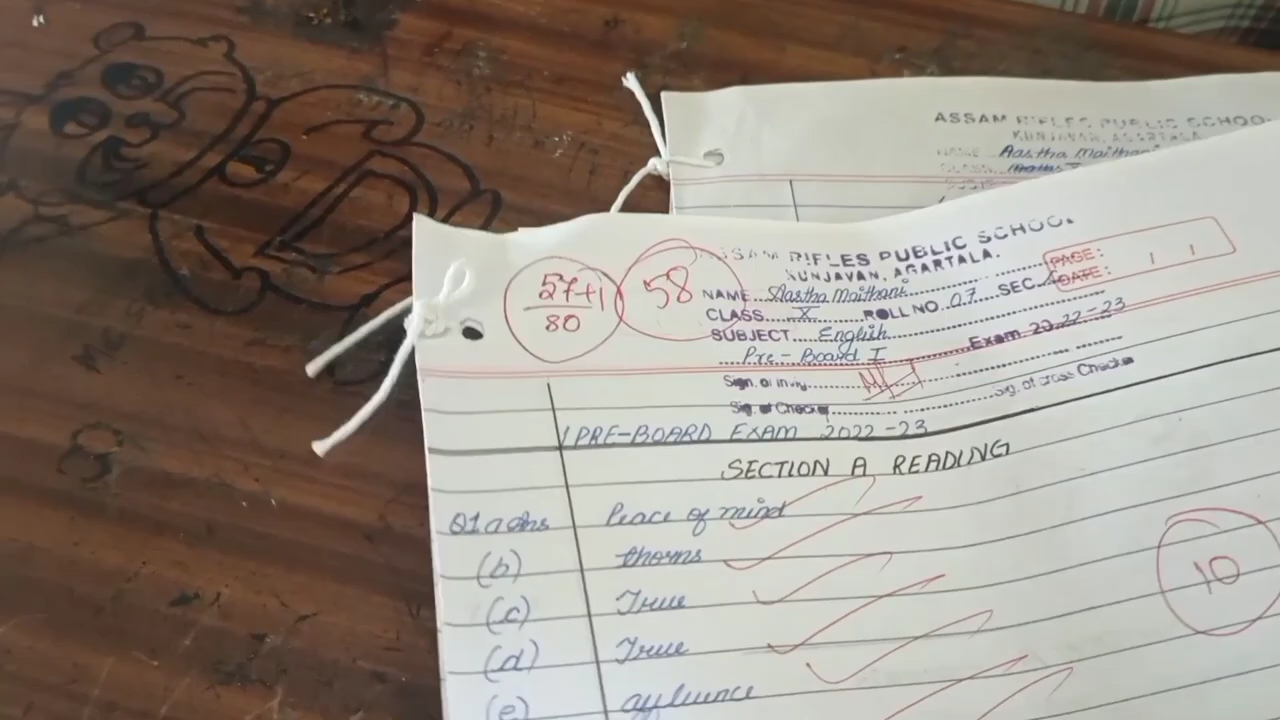 ASSAM RIFLES PUBLIC SCHOOL
KUNJAVAN, AGARTALA
NAME Aastha Maithani
Maths
57+1
80
58
ASSAM RIFLES PUBLIC SCHOOL
KUNJAVAN, AGARTALA.
PAGE:
DATE: / /
NAME Aastha Maithani
CLASS X ROLL NO. 07 SEC. A
SUBJECT English
Pre-Board I Exam 2022-23
Sign. of invig
Sig. of Checker Sig. of cross Checker
PRE-BOARD EXAM 2022-23
SECTION A READING
Q1 a ans Peace of mind
(b) thorns
(c) True
(d) True
(e) affluence
10